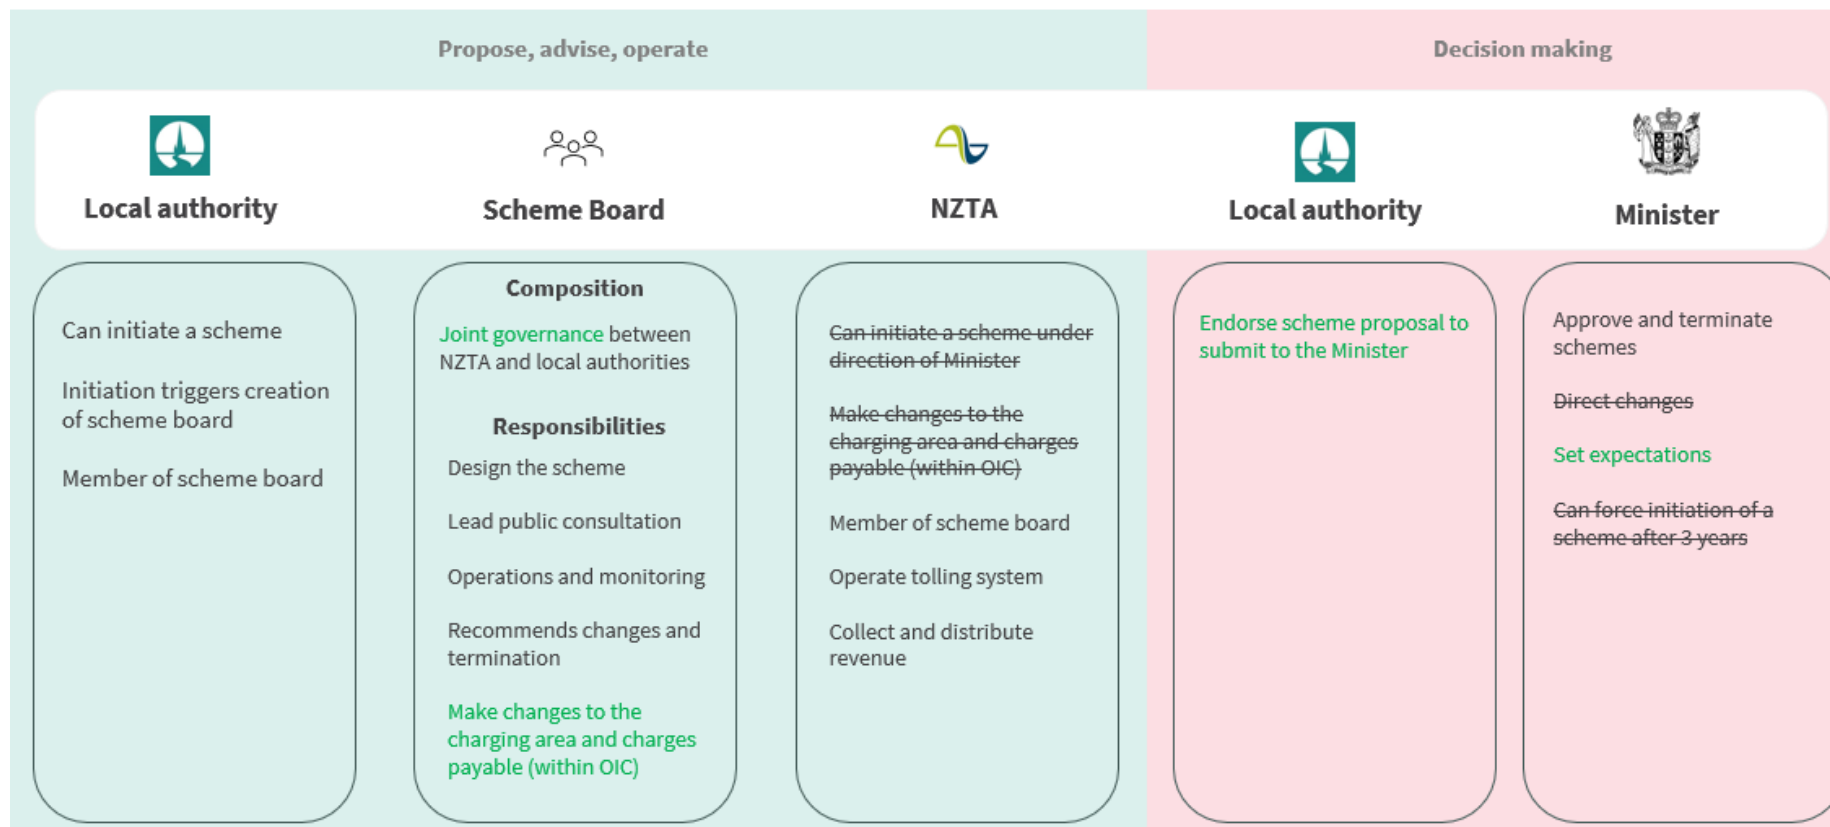 Propose, advise, operate
Decision making
Local authority
Scheme Board
NZTA
Local authority
Minister
Can initiate a scheme
Initiation triggers creation
of scheme board
Member of scheme board
Composition
Joint governance between
NZTA and local authorities
Responsibilities
Design the scheme
Lead public consultation
Operations and monitoring
Recommends changes and
termination
Make changes to the
charging area and charges
payable (within OIC)
Can initiate a scheme under
direction of Minister
Make changes to the
charging area and charges
payable (within OIC)
Member of scheme board
Operate tolling system
Collect and distribute
revenue
Endorse scheme proposal to
submit to the Minister
Approve and terminate
schemes
Direct changes
Set expectations
Can force initiation of a
scheme after 3 years